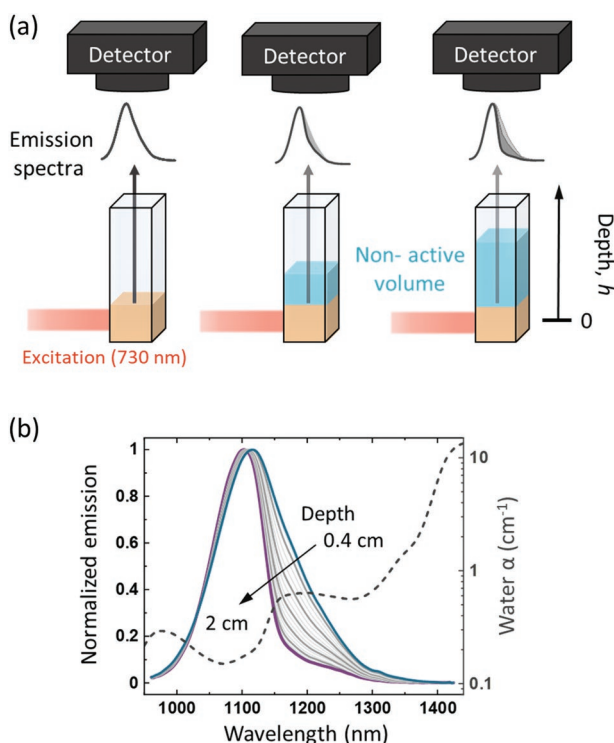 (a)
Detector
Detector
Detector
Emission
spectra
Non- active
volume
Depth, h
0
Excitation (730 nm)
(b)
Normalized emission
1
0.8
0.6
0.4
0.2
0
Depth
0.4 cm
2 cm
10
1
0.1
Water α (cm⁻¹)
1000
1100
1200
1300
1400
Wavelength (nm)